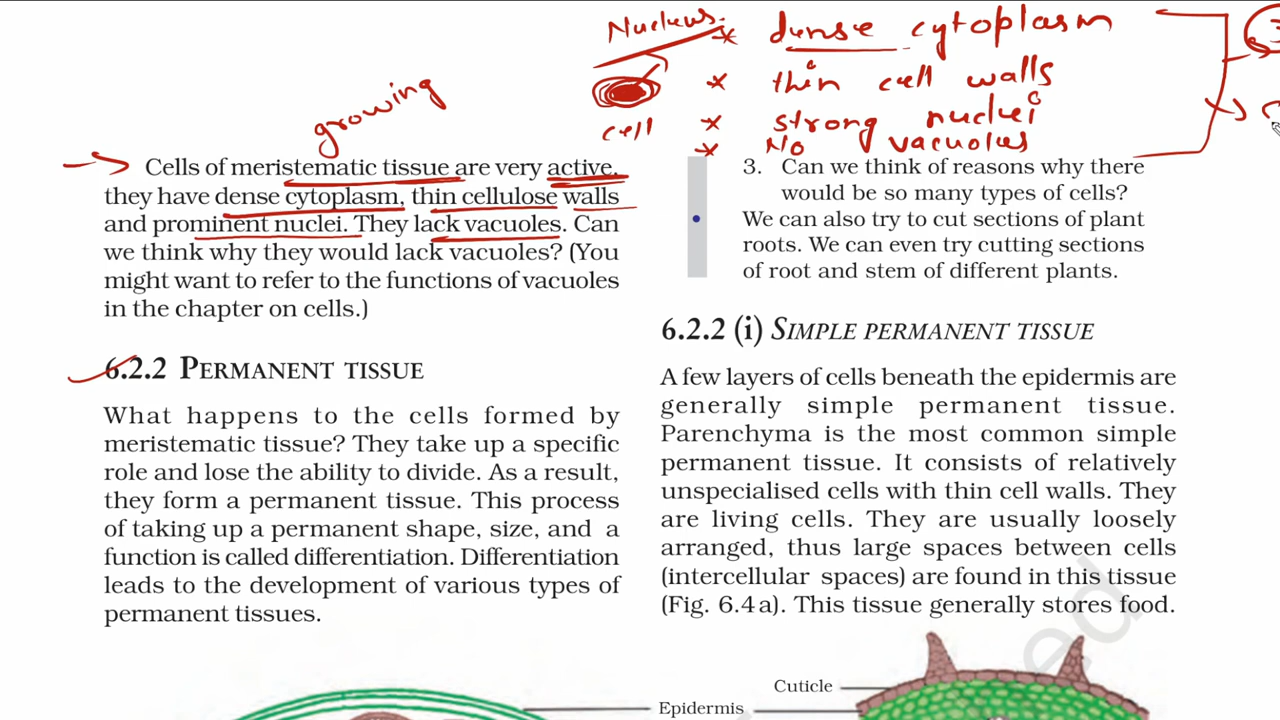 Nucleus.
* dense cytoplasm
growing
* thin cell walls
cell
* strong nuclei
* No vacuoles
Cells of meristematic tissue are very active,
they have dense cytoplasm, thin cellulose walls
and prominent nuclei. They lack vacuoles. Can
we think why they would lack vacuoles? (You
might want to refer to the functions of vacuoles
in the chapter on cells.)
6.2.2 PERMANENT TISSUE
What happens to the cells formed by
meristematic tissue? They take up a specific
role and lose the ability to divide. As a result,
they form a permanent tissue. This process
of taking up a permanent shape, size, and a
function is called differentiation. Differentiation
leads to the development of various types of
permanent tissues.
3. Can we think of reasons why there
would be so many types of cells?
We can also try to cut sections of plant
roots. We can even try cutting sections
of root and stem of different plants.
6.2.2 (i) SIMPLE PERMANENT TISSUE
A few layers of cells beneath the epidermis are
generally simple permanent tissue.
Parenchyma is the most common simple
permanent tissue. It consists of relatively
unspecialised cells with thin cell walls. They
are living cells. They are usually loosely
arranged, thus large spaces between cells
(intercellular spaces) are found in this tissue
(Fig. 6.4 a). This tissue generally stores food.
Cuticle
Epidermis